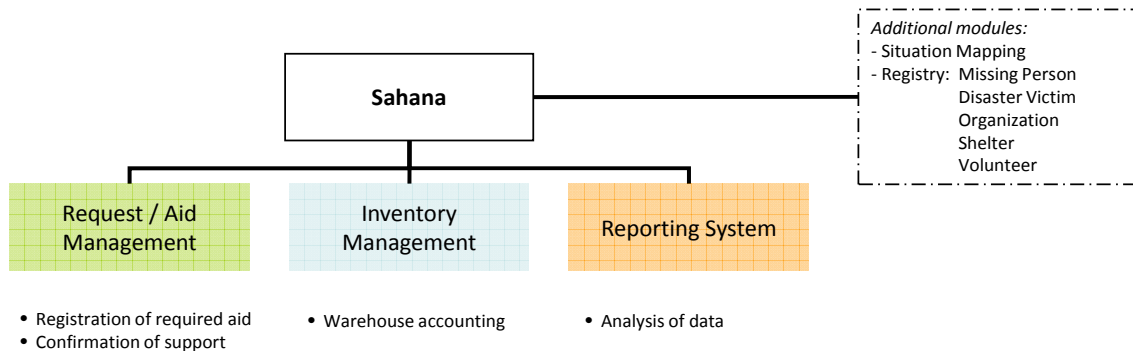 Additional modules:
- Situation Mapping
- Registry: Missing Person
Disaster Victim
Organization
Shelter
Volunteer
Sahana
Request / Aid
Management
Inventory
Management
Reporting System
• Registration of required aid
• Confirmation of support
• Warehouse accounting
• Analysis of data